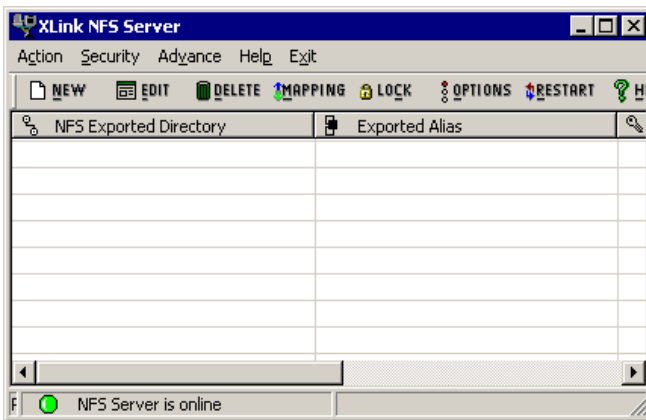 XLink NFS Server
Action Security Advance Help Exit
NEW EDIT DELETE MAPPING LOCK OPTIONS RESTART H
NFS Exported Directory Exported Alias
F NFS Server is online